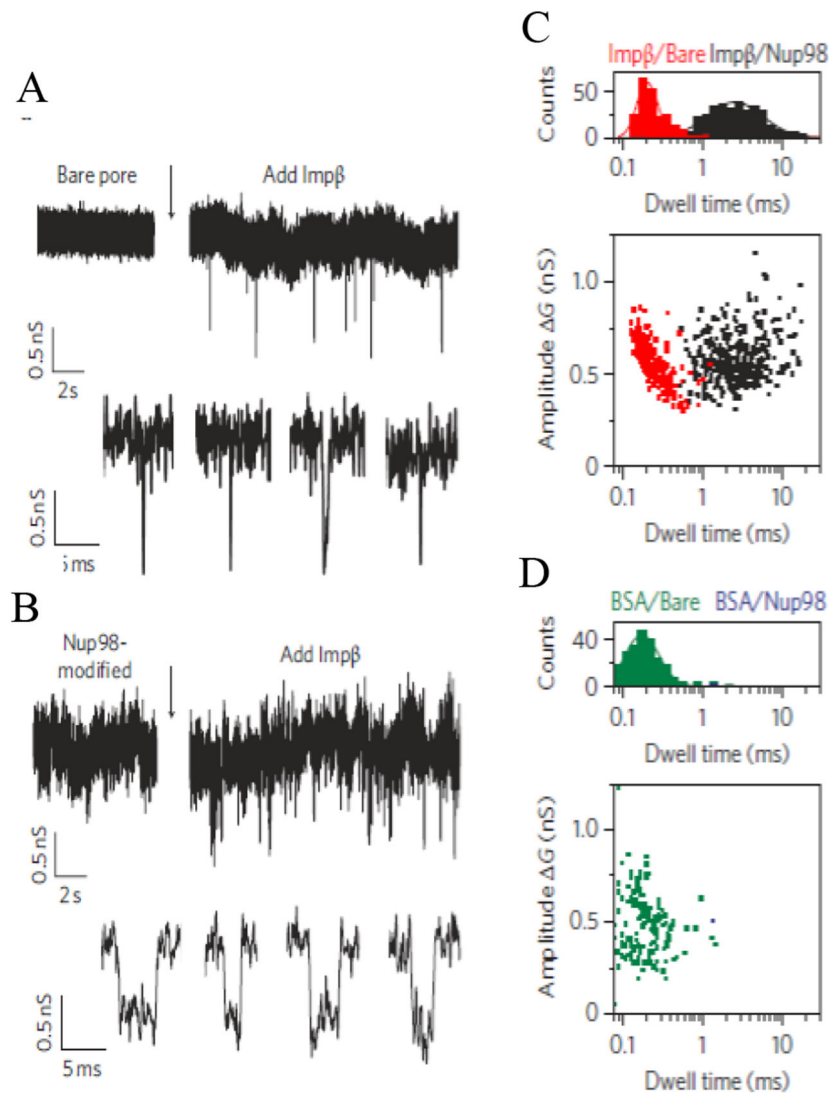 A
Bare pore
Add Impβ
0.5 nS
2s
0.5 nS
5 ms
B
Nup98-
modified
Add Impβ
0.5 nS
2s
0.5 nS
5 ms
C
Impβ/Bare Impβ/Nup98
Counts
50
0
0.1 1 10
Dwell time (ms)
Amplitude ΔG (nS)
1.0
0.5
0
0.1 1 10
Dwell time (ms)
D
BSA/Bare BSA/Nup98
Counts
40
0
0.1 1 10
Dwell time (ms)
Amplitude ΔG (nS)
1.0
0.5
0
0.1 1 10
Dwell time (ms)